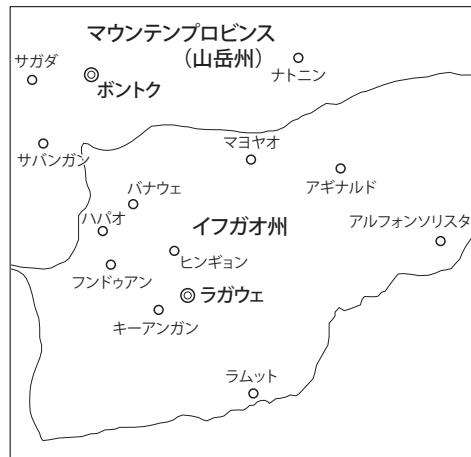 マウンテンプロビンス
（山岳州）
サガダ
ボントク
ナトニン
サバンガン
マヨヤオ
アギナルド
バナウェ
ハパオ
イフガオ州
アルフォンソリスタ
ヒンギョン
フンドゥアン
ラガウェ
キーアンガン
ラムット